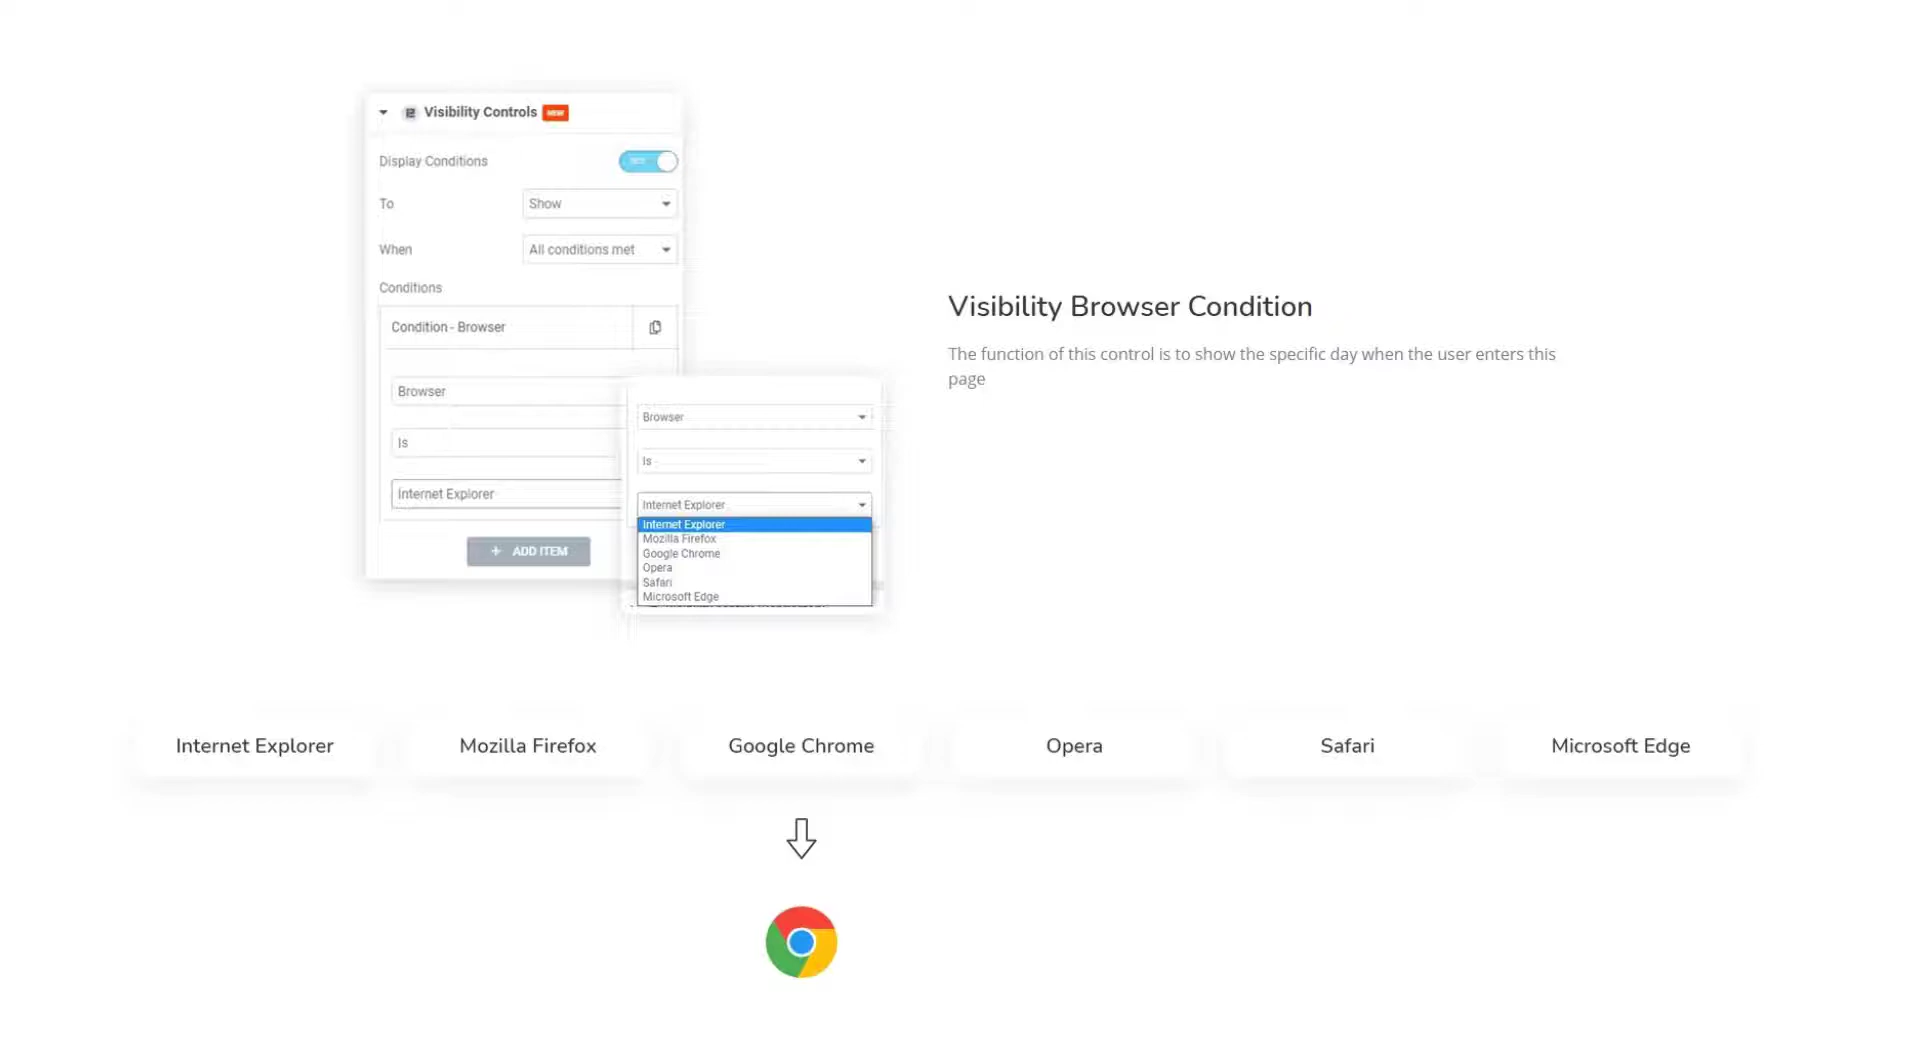 Visibility Controls NEW
Display Conditions YES
To Show
When All conditions met
Conditions
Condition - Browser
Browser
Is
Internet Explorer
+ ADD ITEM
Browser
Is
Internet Explorer
Internet Explorer
Mozilla Firefox
Google Chrome
Opera
Safari
Microsoft Edge
Visibility Browser Condition
The function of this control is to show the specific day when the user enters this
page
Internet Explorer Mozilla Firefox Google Chrome Opera Safari Microsoft Edge